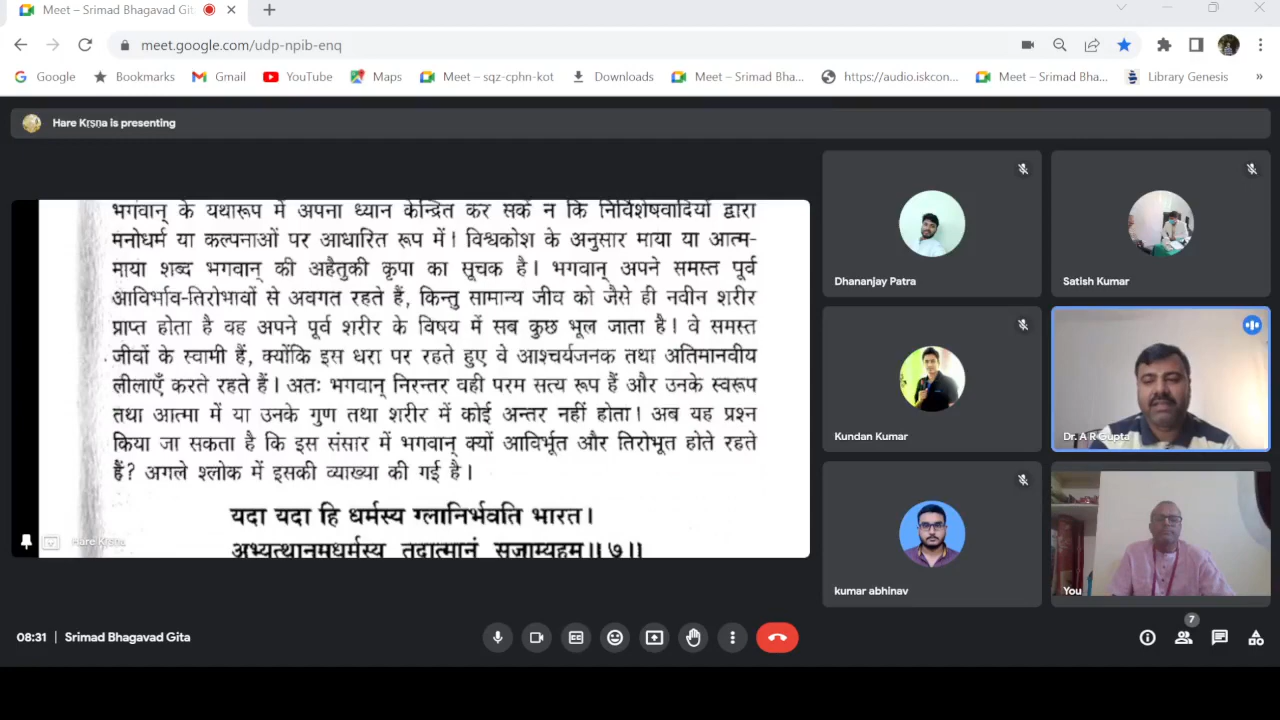 Meet – Srimad Bhagavad Git
meet.google.com/udp-npib-enq
Google
Bookmarks
Gmail
YouTube
Maps
Meet – sqz-cphn-kot
Downloads
Meet – Srimad Bha...
https://audio.iskcon...
Meet – Srimad Bha...
Library Genesis
»
Hare Kṛṣṇa is presenting
भगवान् के यथारूप में अपना ध्यान केन्द्रित कर सकें न कि निर्विशेषवादियों द्वारा
मनोधर्म या कल्पनाओं पर आधारित रूप में। विश्वकोश के अनुसार माया या आत्म-
माया शब्द भगवान् की अहैतुकी कृपा का सूचक है। भगवान् अपने समस्त पूर्व
आविर्भाव-तिरोभावों से अवगत रहते हैं, किन्तु सामान्य जीव को जैसे ही नवीन शरीर
प्राप्त होता है वह अपने पूर्व शरीर के विषय में सब कुछ भूल जाता है। वे समस्त
जीवों के स्वामी हैं, क्योंकि इस धरा पर रहते हुए वे आश्चर्यजनक तथा अतिमानवीय
लीलाएँ करते रहते हैं। अतः भगवान् निरन्तर वही परम सत्य रूप हैं और उनके स्वरूप
तथा आत्मा में या उनके गुण तथा शरीर में कोई अन्तर नहीं होता। अब यह प्रश्न
किया जा सकता है कि इस संसार में भगवान् क्यों आविर्भूत और तिरोभूत होते रहते
हैं? अगले श्लोक में इसकी व्याख्या की गई है।
यदा यदा हि धर्मस्य ग्लानिर्भवति भारत।
अभ्युत्थानमधर्मस्य तदात्मानं सृजाम्यहम्॥७॥
Hare Kṛṣṇa
Dhananjay Patra
Satish Kumar
Kundan Kumar
Dr. A R Gupta
kumar abhinav
You
08:31 | Srimad Bhagavad Gita
7